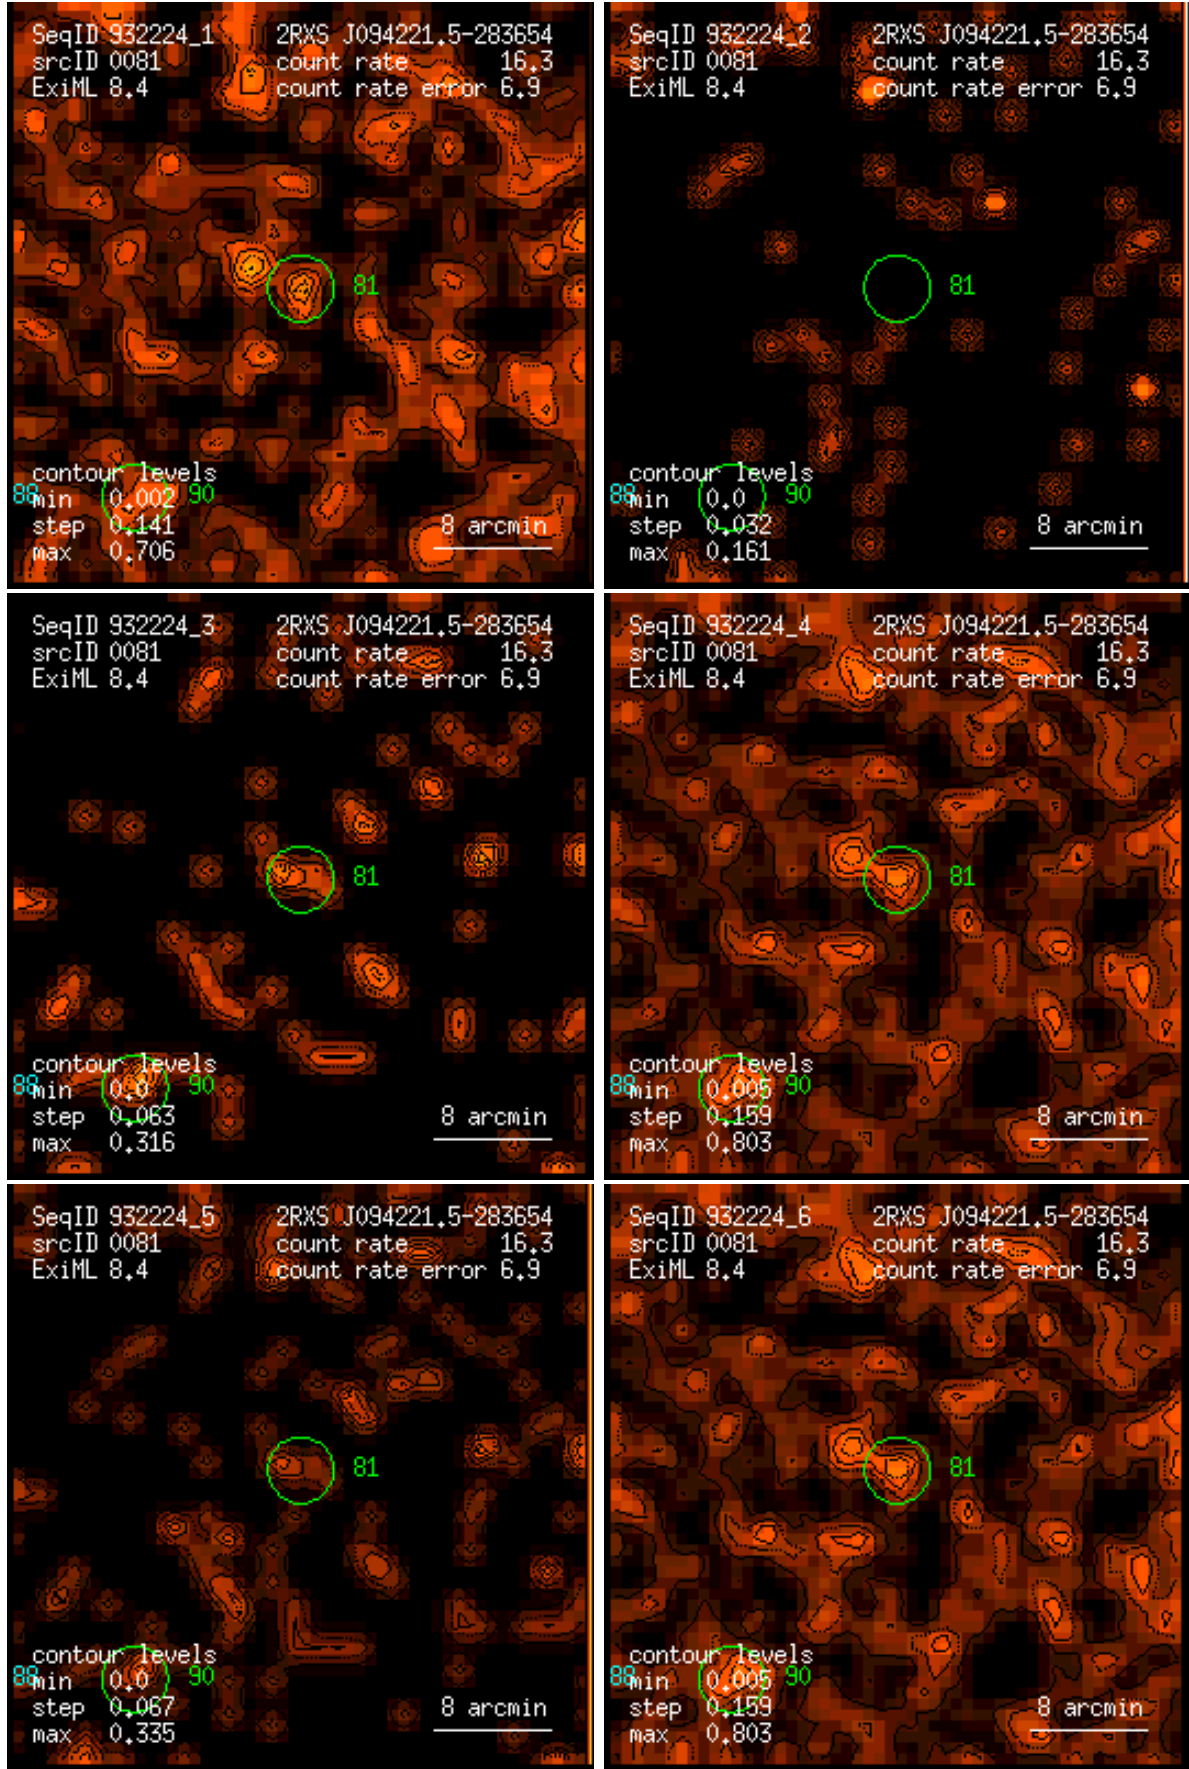 SeqID 932224_1 2RXS J094221.5-283654
srcID 0081 count rate 16.3
ExiML 8.4 count rate error 6.9
81
contour levels
88 min 0.002 90
step 0.141 8 arcmin
max 0.706
SeqID 932224_2 2RXS J094221.5-283654
srcID 0081 count rate 16.3
ExiML 8.4 count rate error 6.9
81
contour levels
88 min 0.0 90
step 0.032 8 arcmin
max 0.161
SeqID 932224_3 2RXS J094221.5-283654
srcID 0081 count rate 16.3
ExiML 8.4 count rate error 6.9
81
contour levels
88 min 0.0 90
step 0.063 8 arcmin
max 0.316
SeqID 932224_4 2RXS J094221.5-283654
srcID 0081 count rate 16.3
ExiML 8.4 count rate error 6.9
81
contour levels
88 min 0.005 90
step 0.159 8 arcmin
max 0.803
SeqID 932224_5 2RXS J094221.5-283654
srcID 0081 count rate 16.3
ExiML 8.4 count rate error 6.9
81
contour levels
88 min 0.0 90
step 0.067 8 arcmin
max 0.335
SeqID 932224_6 2RXS J094221.5-283654
srcID 0081 count rate 16.3
ExiML 8.4 count rate error 6.9
81
contour levels
88 min 0.005 90
step 0.159 8 arcmin
max 0.803